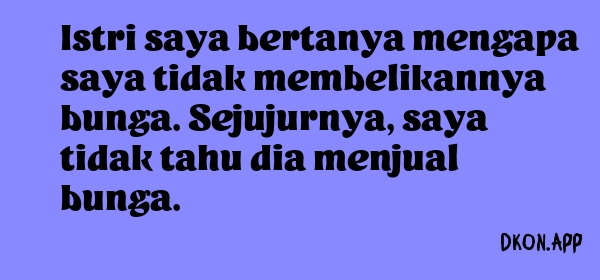 Istri saya bertanya mengapa
saya tidak membelikannya
bunga. Sejujurnya, saya
tidak tahu dia menjual
bunga.
DKON.APP